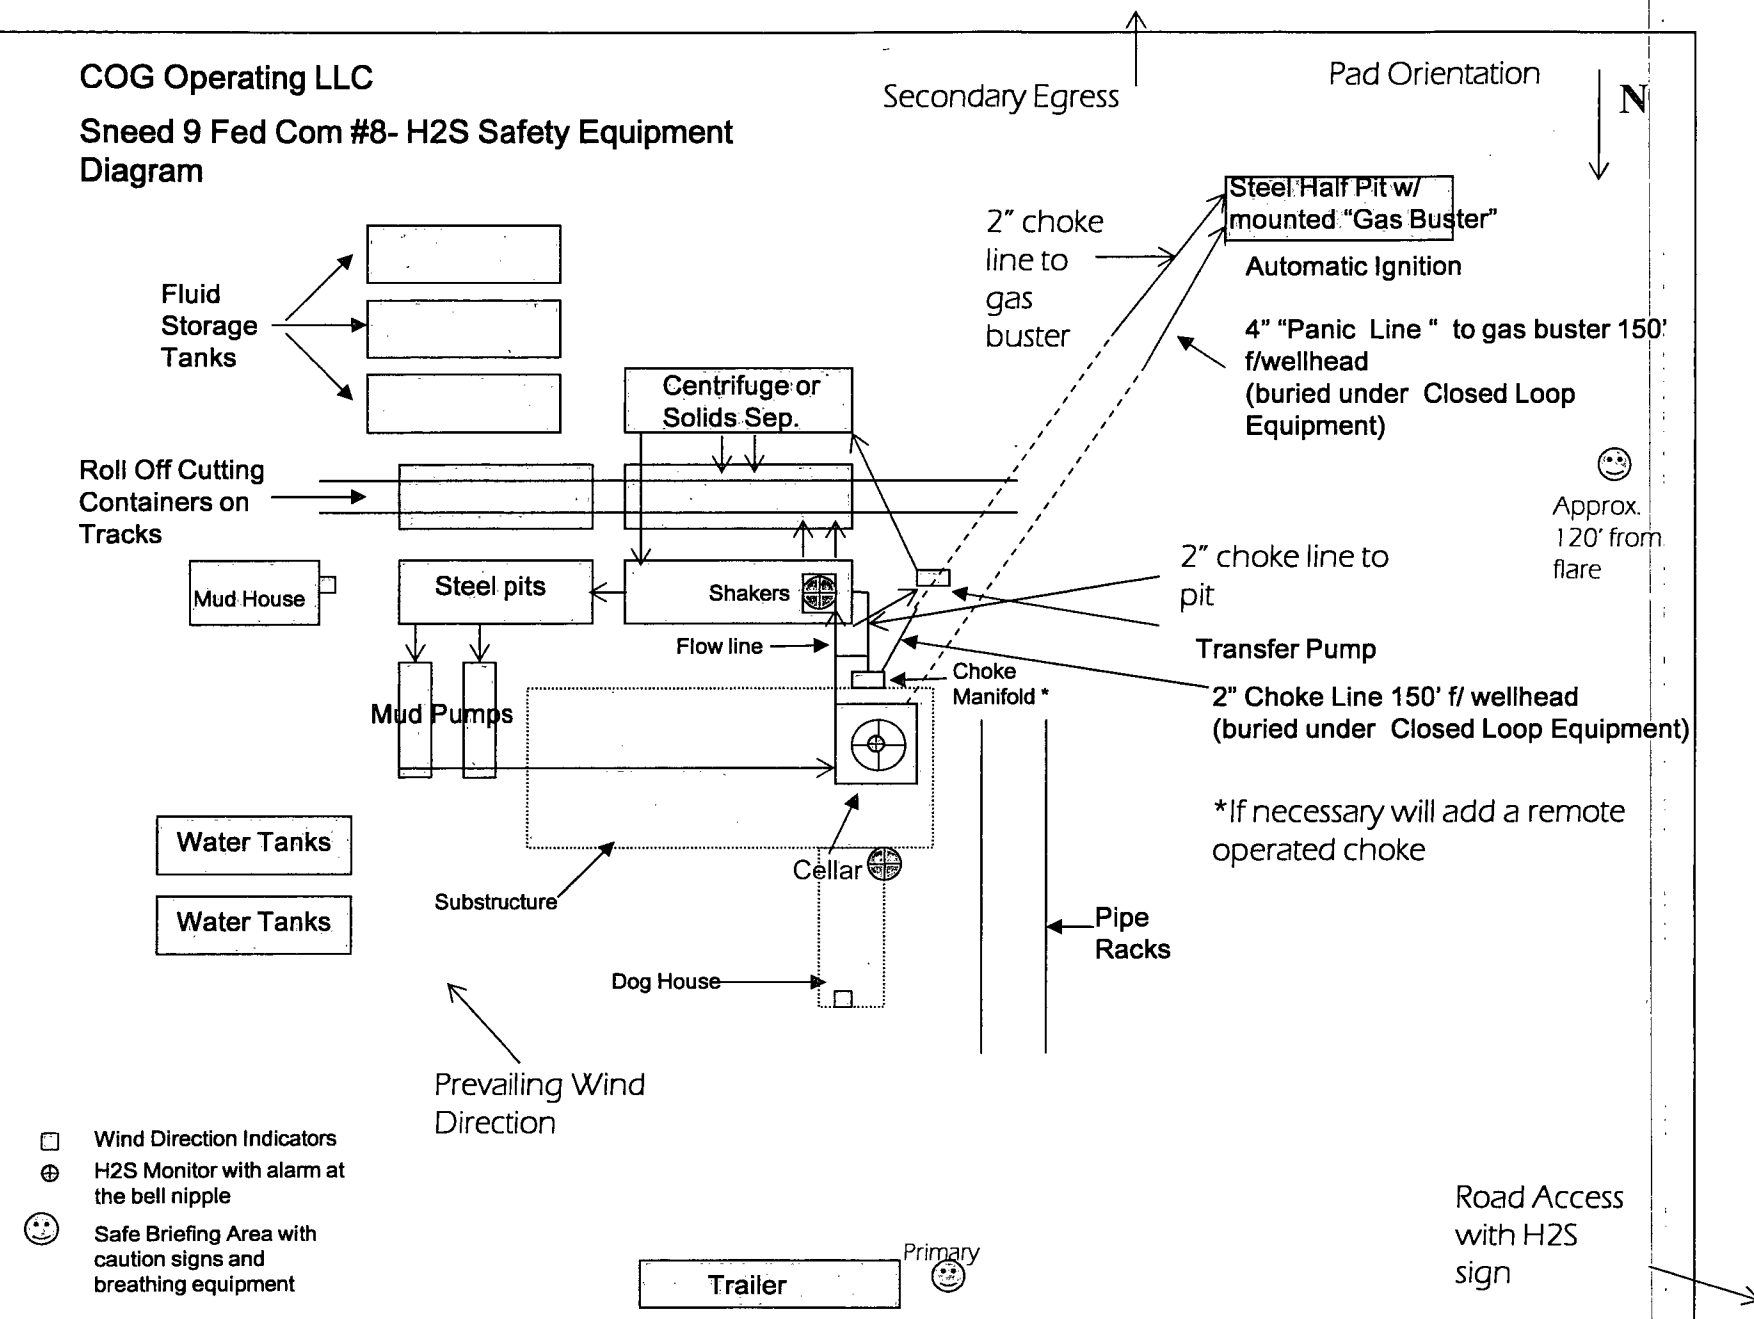 COG Operating LLC
Sneed 9 Fed Com #8- H2S Safety Equipment
Diagram
Secondary Egress
Pad Orientation
N
Steel Half Pit w/
mounted “Gas Buster”
Automatic Ignition
2” choke
line to
gas
buster
4” “Panic Line “ to gas buster 150’
f/wellhead
(buried under Closed Loop
Equipment)
Fluid
Storage
Tanks
Centrifuge or
Solids Sep.
Roll Off Cutting
Containers on
Tracks
Approx.
120’ from
flare
Mud House
Steel pits
Shakers
2” choke line to
pit
Flow line
Transfer Pump
Choke
Manifold *
2” Choke Line 150’ f/ wellhead
(buried under Closed Loop Equipment)
Mud Pumps
*If necessary will add a remote
operated choke
Water Tanks
Cellar
Substructure
Water Tanks
Pipe
Racks
Dog House
Prevailing Wind
Direction
Wind Direction Indicators
H2S Monitor with alarm at
the bell nipple
Safe Briefing Area with
caution signs and
breathing equipment
Primary
Trailer
Road Access
with H2S
sign